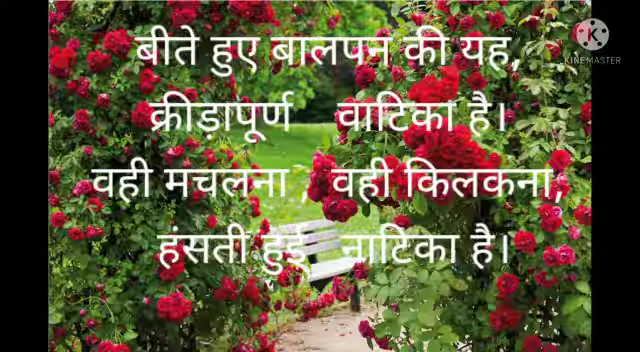 बीते हुए बालपन की यह,
क्रीड़ापूर्ण वाटिका है।
वही मचलना, वही किलकना,
हंसती हुई नाटिका है।
KINEMASTER